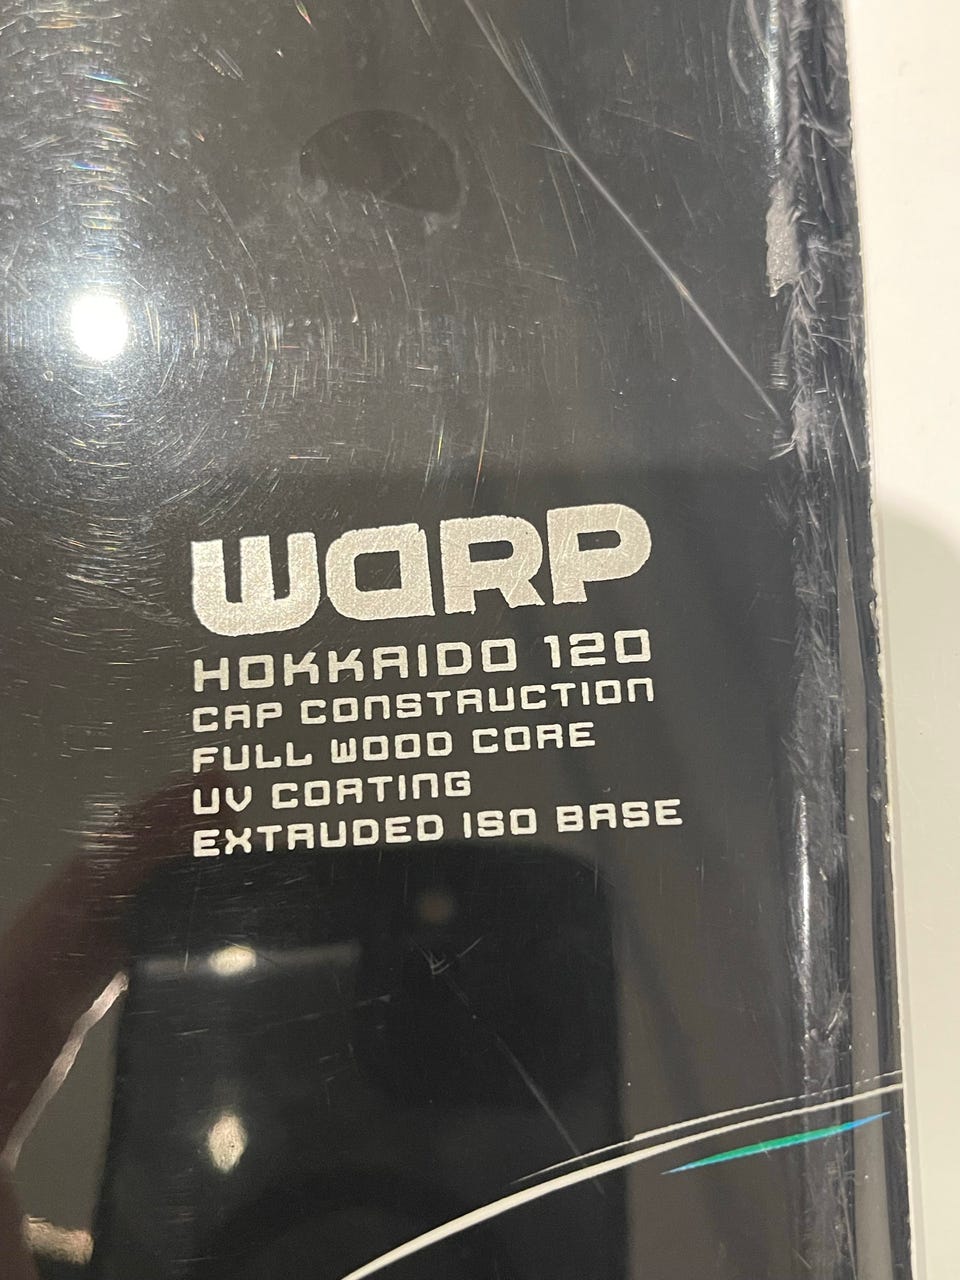 WARP
HOKKAIDO 120
CAP CONSTRUCTION
FULL WOOD CORE
UV COATING
EXTRUDED ISO BASE